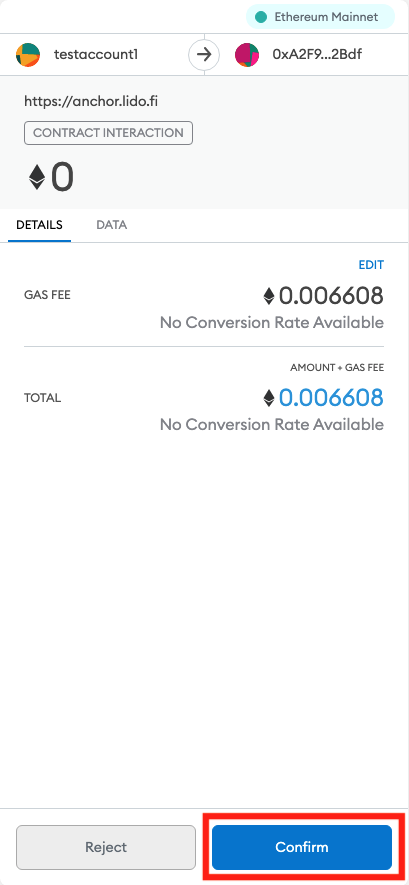 Ethereum Mainnet
testaccount1
0xA2F9...2Bdf
https://anchor.lido.fi
CONTRACT INTERACTION
0
DETAILS DATA
EDIT
GAS FEE 0.006608
No Conversion Rate Available
AMOUNT + GAS FEE
TOTAL 0.006608
No Conversion Rate Available
Reject Confirm